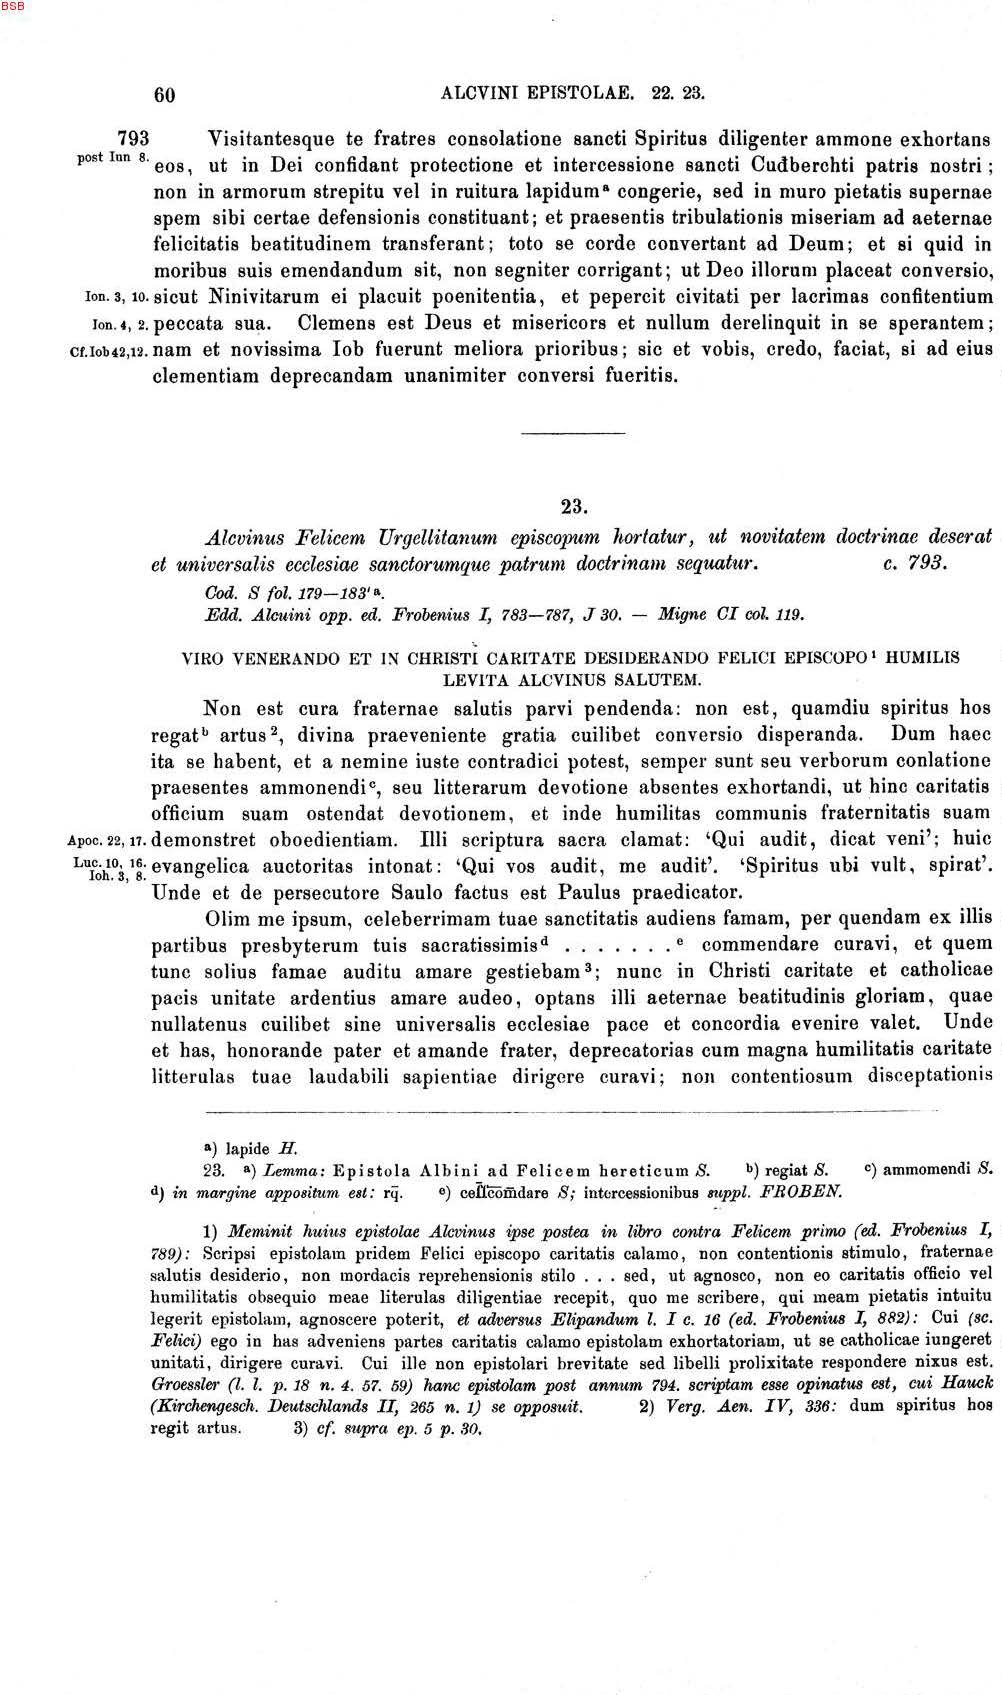 BSB
60 ALCVINI EPISTOLAE. 22. 23.
793 Visitantesque te fratres consolatione sancti Spiritus diligenter ammone exhortans
post Iun 8. eos, ut in Dei confidant protectione et intercessione sancti Cudberchti patris nostri;
non in armorum strepitu vel in ruitura lapidum a congerie, sed in muro pietatis supernae
spem sibi certae defensionis constituant; et praesentis tribulationis miseriam ad aeternae
felicitatis beatitudinem transferant; toto se corde convertant ad Deum; et si quid in
moribus suis emendandum sit, non segniter corrigant; ut Deo illorum placeat conversio,
Ion. 3, 10. sicut Ninivitarum ei placuit poenitentia, et pepercit civitati per lacrimas confitentium
Ion. 4, 2. peccata sua. Clemens est Deus et misericors et nullum derelinquit in se sperantem;
Cf. Iob 42,12. nam et novissima Iob fuerunt meliora prioribus; sic et vobis, credo, faciat, si ad eius
clementiam deprecandam unanimiter conversi fueritis.
23.
Alcvinus Felicem Urgellitanum episcopum hortatur, ut novitatem doctrinae deserat
et universalis ecclesiae sanctorumque patrum doctrinam sequatur. c. 793.
Cod. S fol. 179—183' a.
Edd. Alcuini opp. ed. Frobenius I, 783—787, J 30. — Migne CI col. 119.
VIRO VENERANDO ET IN CHRISTI CARITATE DESIDERANDO FELICI EPISCOPO 1 HUMILIS
LEVITA ALCVINUS SALUTEM.
Non est cura fraternae salutis parvi pendenda: non est, quamdiu spiritus hos
regat b artus 2, divina praeveniente gratia cuilibet conversio disperanda. Dum haec
ita se habent, et a nemine iuste contradici potest, semper sunt seu verborum conlatione
praesentes ammonendi c, seu litterarum devotione absentes exhortandi, ut hinc caritatis
officium suam ostendat devotionem, et inde humilitas communis fraternitatis suam
Apoc. 22, 17. demonstret oboedientiam. Illi scriptura sacra clamat: ‘Qui audit, dicat veni’; huic
Luc. 10, 16. evangelica auctoritas intonat: ‘Qui vos audit, me audit’. ‘Spiritus ubi vult, spirat’.
Ioh. 3, 8.
Unde et de persecutore Saulo factus est Paulus praedicator.
Olim me ipsum, celeberrimam tuae sanctitatis audiens famam, per quendam ex illis
partibus presbyterum tuis sacratissimis d . . . . . . . e commendare curavi, et quem
tunc solius famae auditu amare gestiebam 3; nunc in Christi caritate et catholicae
pacis unitate ardentius amare audeo, optans illi aeternae beatitudinis gloriam, quae
nullatenus cuilibet sine universalis ecclesiae pace et concordia evenire valet. Unde
et has, honorande pater et amande frater, deprecatorias cum magna humilitatis caritate
litterulas tuae laudabili sapientiae dirigere curavi; non contentiosum disceptationis
a) lapide H.
23. a) Lemma: Epistola Albini ad Felicem hereticum S. b) regiat S. c) ammomendi S.
d) in margine appositum est: rq̄. e) S; intercessionibus suppl. FROBEN.
1) Meminit huius epistolae Alcvinus ipse postea in libro contra Felicem primo (ed. Frobenius I,
789): Scripsi epistolam pridem Felici episcopo caritatis calamo, non contentionis stimulo, fraternae
salutis desiderio, non mordacis reprehensionis stilo . . . sed, ut agnosco, non eo caritatis officio vel
humilitatis obsequio meae literulas diligentiae recepit, quo me scribere, qui meam pietatis intuitu
legerit epistolam, agnoscere poterit, et adversus Elipandum l. I c. 16 (ed. Frobenius I, 882): Cui (sc.
Felici) ego in has adveniens partes caritatis calamo epistolam exhortatoriam, ut se catholicae iungeret
unitati, dirigere curavi. Cui ille non epistolari brevitate sed libelli prolixitate respondere nixus est.
Groessler (l. l. p. 18 n. 4. 57. 59) hanc epistolam post annum 794. scriptam esse opinatus est, cui Hauck
(Kirchengesch. Deutschlands II, 265 n. 1) se opposuit. 2) Verg. Aen. IV, 336: dum spiritus hos
regit artus. 3) cf. supra ep. 5 p. 30.